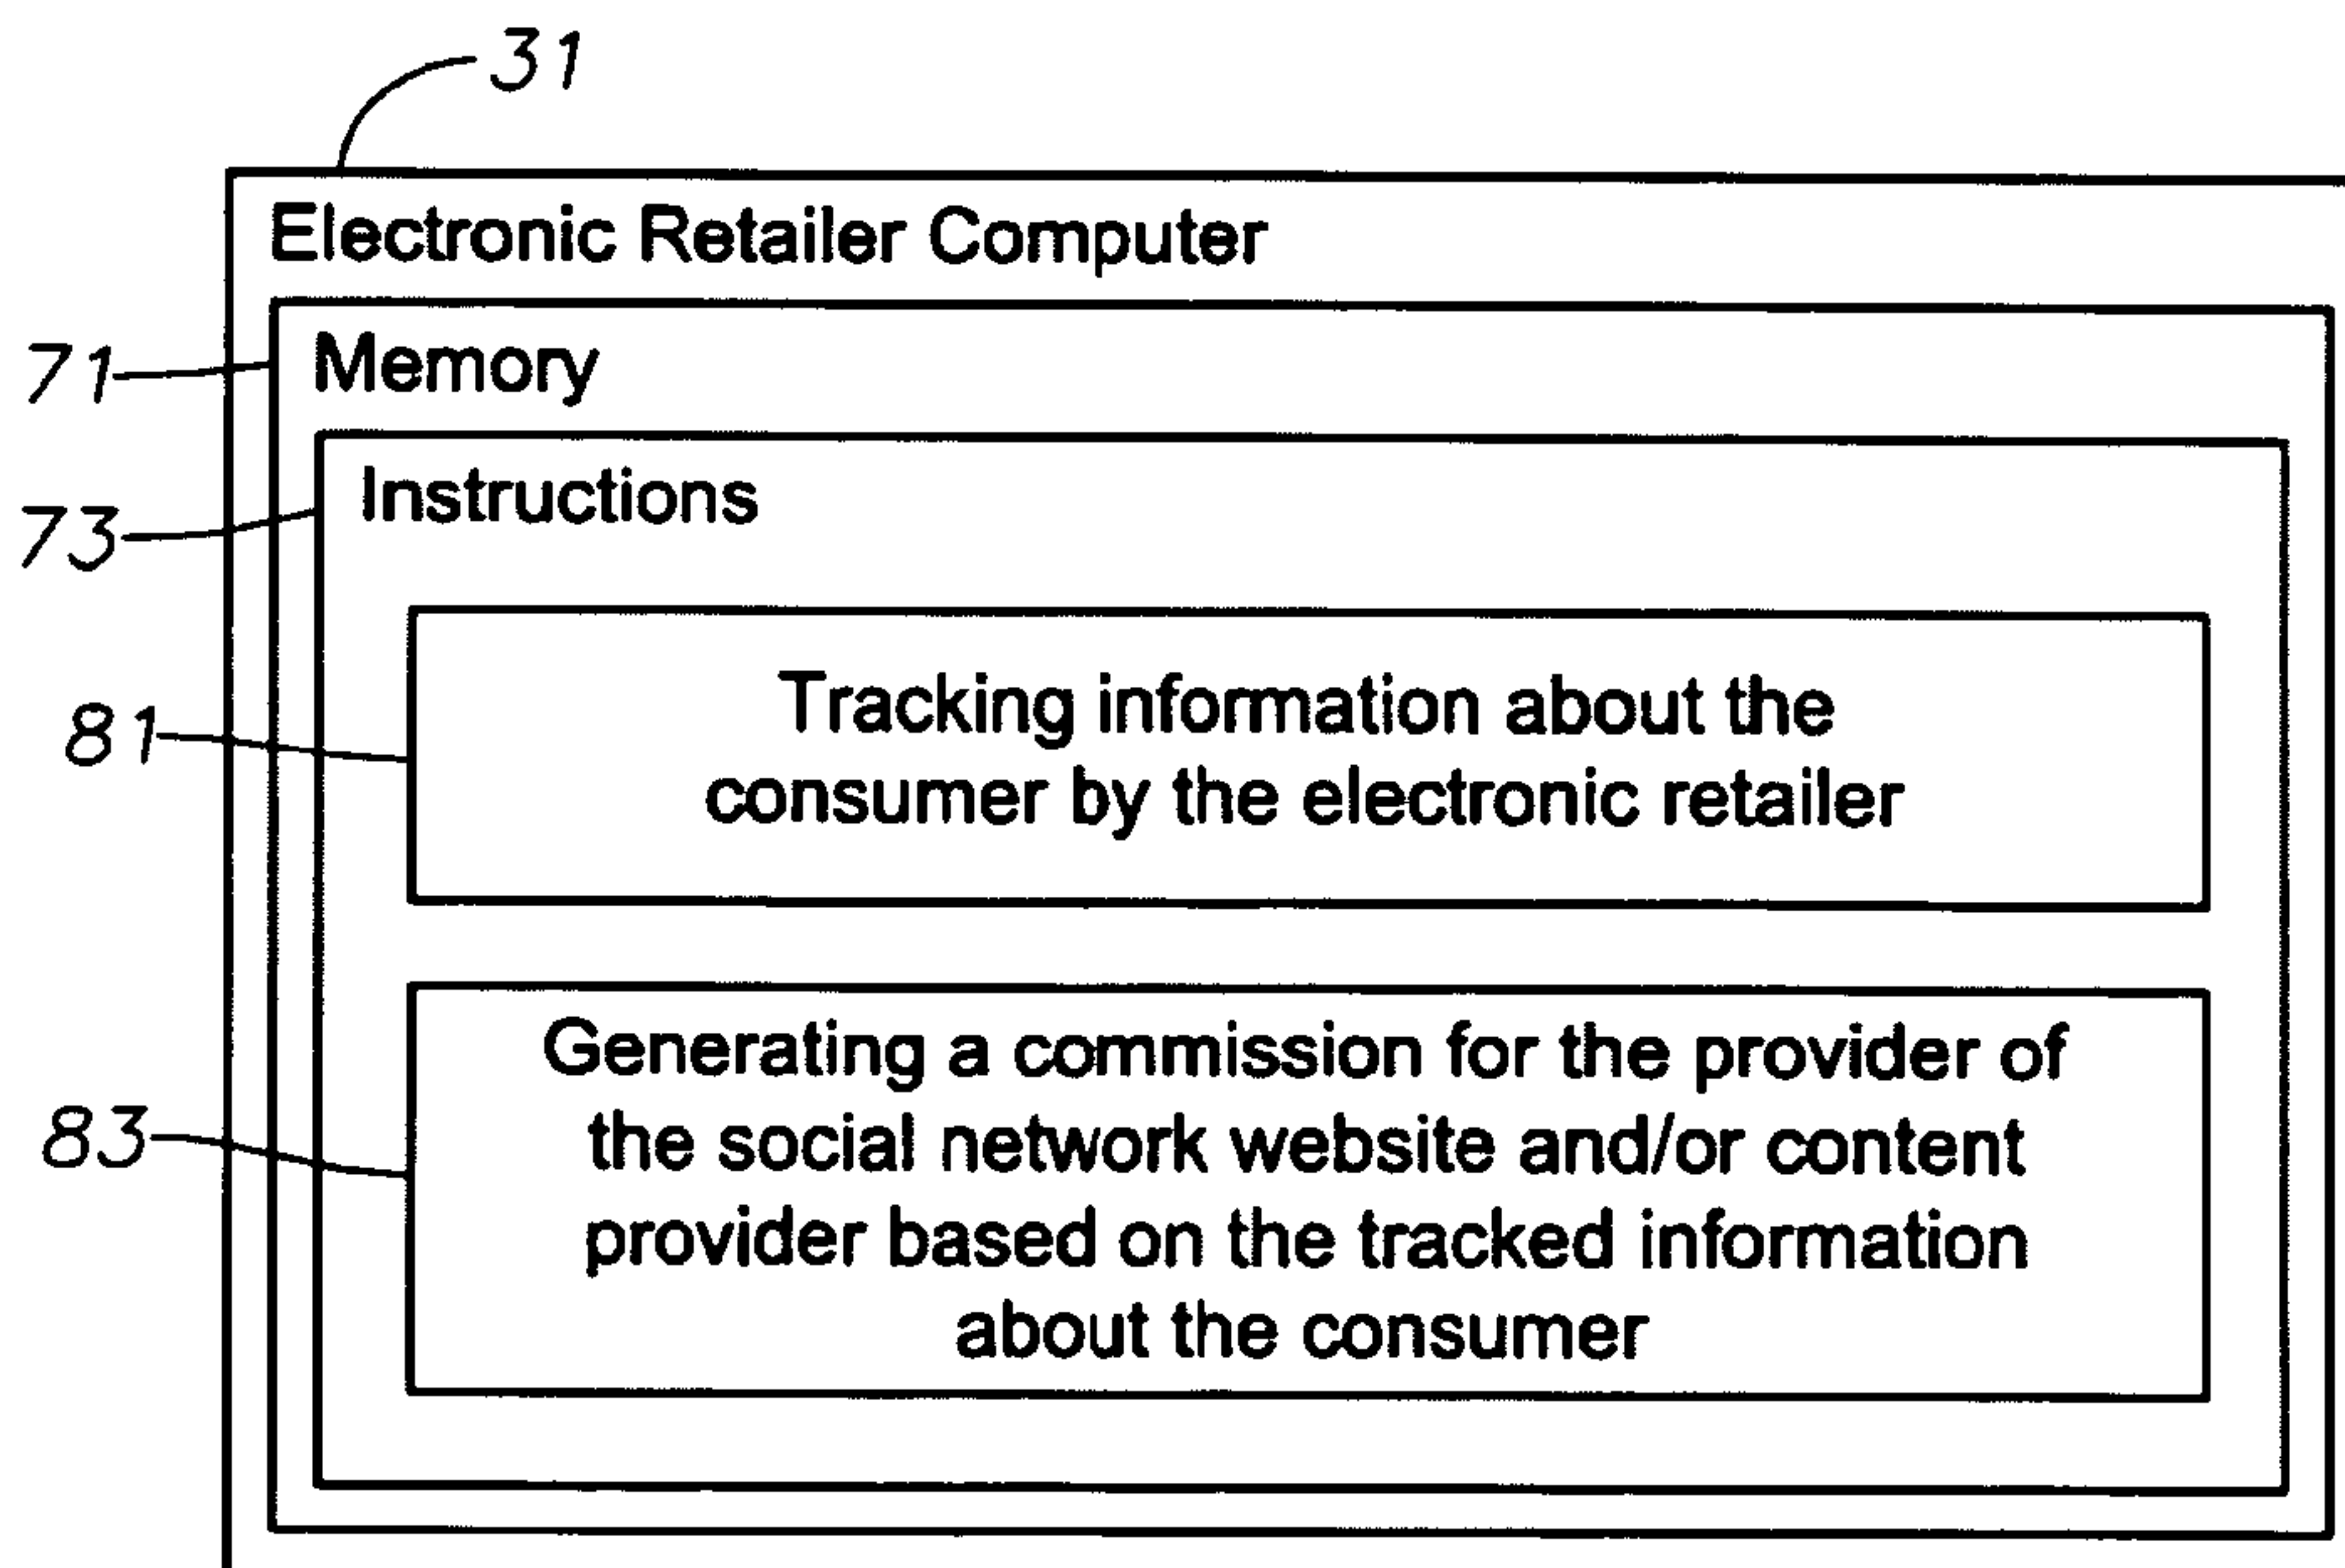 31
Electronic Retailer Computer
71
Memory
73
Instructions
81
Tracking information about the
consumer by the electronic retailer
83
Generating a commission for the provider of
the social network website and/or content
provider based on the tracked information
about the consumer